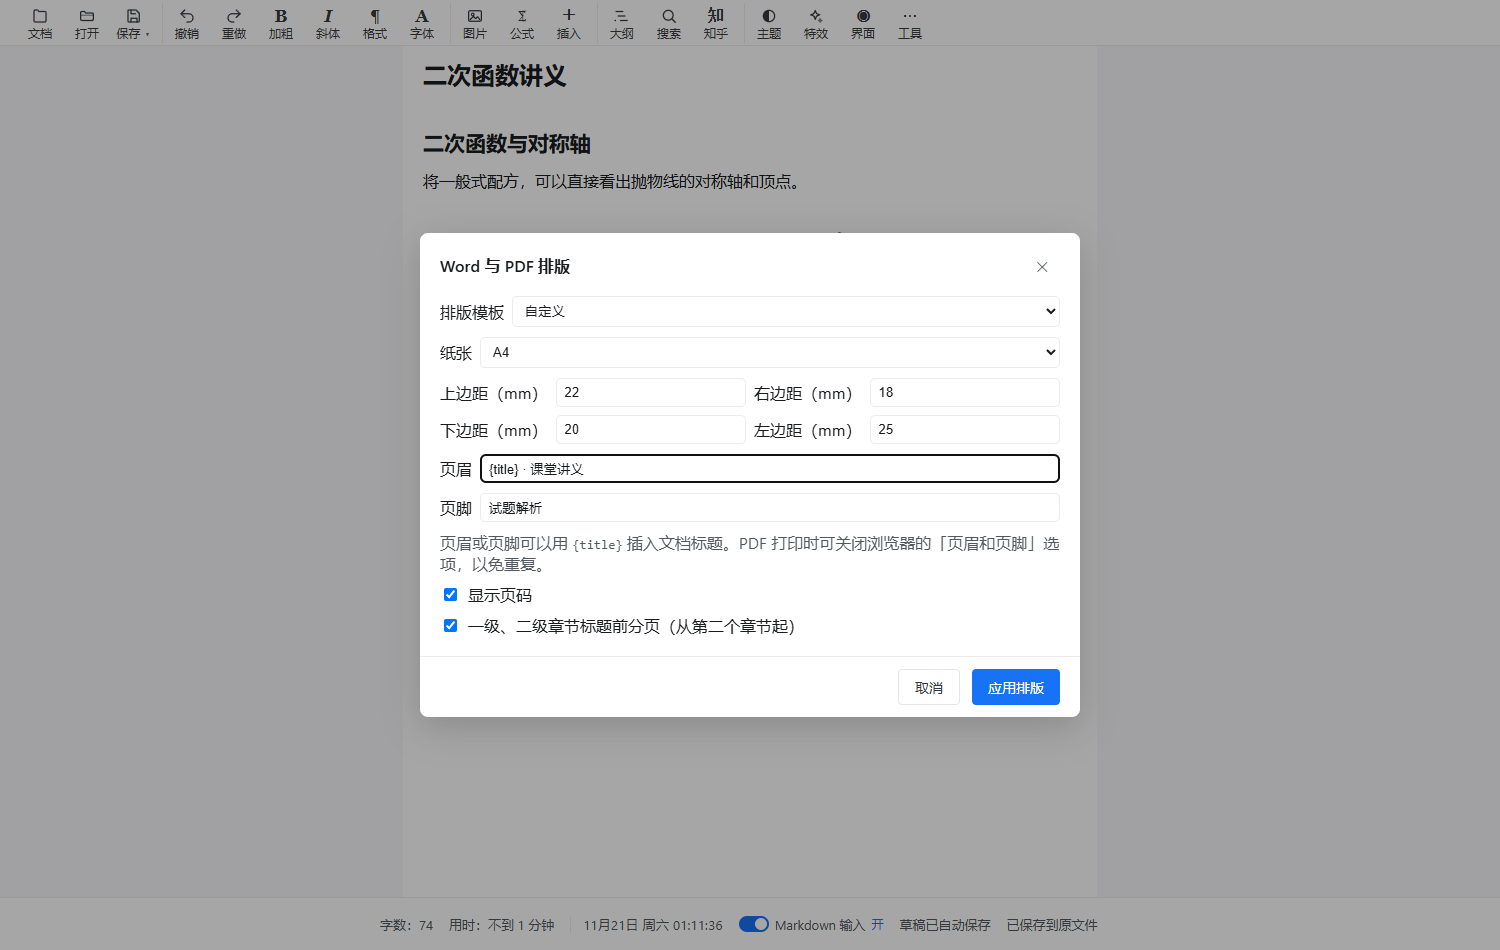 文档 打开 保存 撤销 重做 B 加粗 I 斜体 ¶ 格式 A 字体 图片 Σ 公式 插入 大纲 搜索 知 知乎 主题 特效 界面 工具
二次函数讲义
二次函数与对称轴
将一般式配方，可以直接看出抛物线的对称轴和顶点。
Word 与 PDF 排版
排版模板 自定义
纸张 A4
上边距（mm） 22 右边距（mm） 18
下边距（mm） 20 左边距（mm） 25
页眉 {title} · 课堂讲义
页脚 试题解析
页眉或页脚可以用 {title} 插入文档标题。PDF 打印时可关闭浏览器的「页眉和页脚」选
项，以免重复。
显示页码
一级、二级章节标题前分页（从第二个章节起）
取消 应用排版
字数：74 用时：不到 1 分钟 11月21日 周六 01:11:36 Markdown 输入 开 草稿已自动保存 已保存到原文件